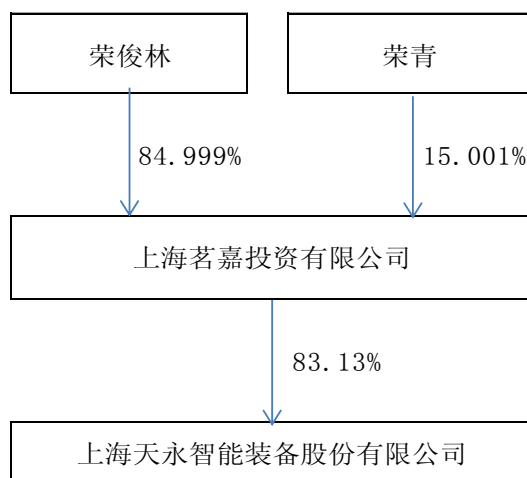 荣俊林
荣青
84.999%
15.001%
上海茗嘉投资有限公司
83.13%
上海天永智能装备股份有限公司